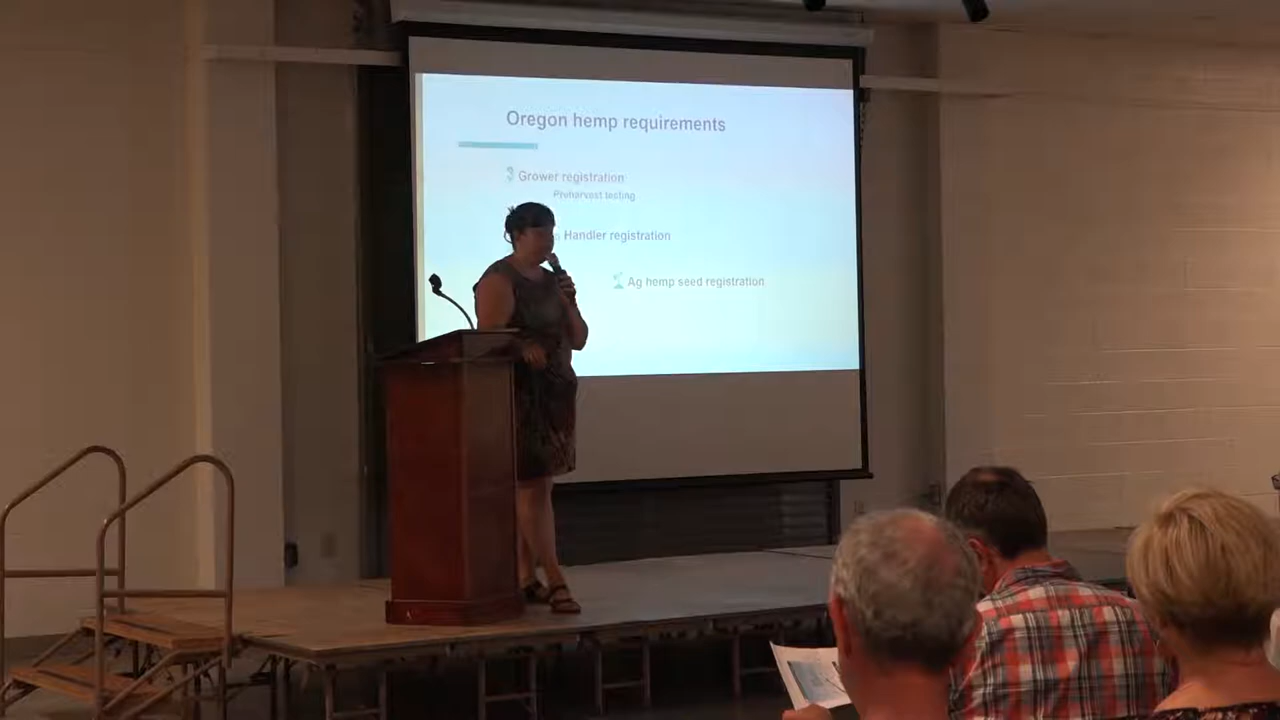 Oregon hemp requirements
Grower registration
Preharvest testing
Handler registration
Ag hemp seed registration